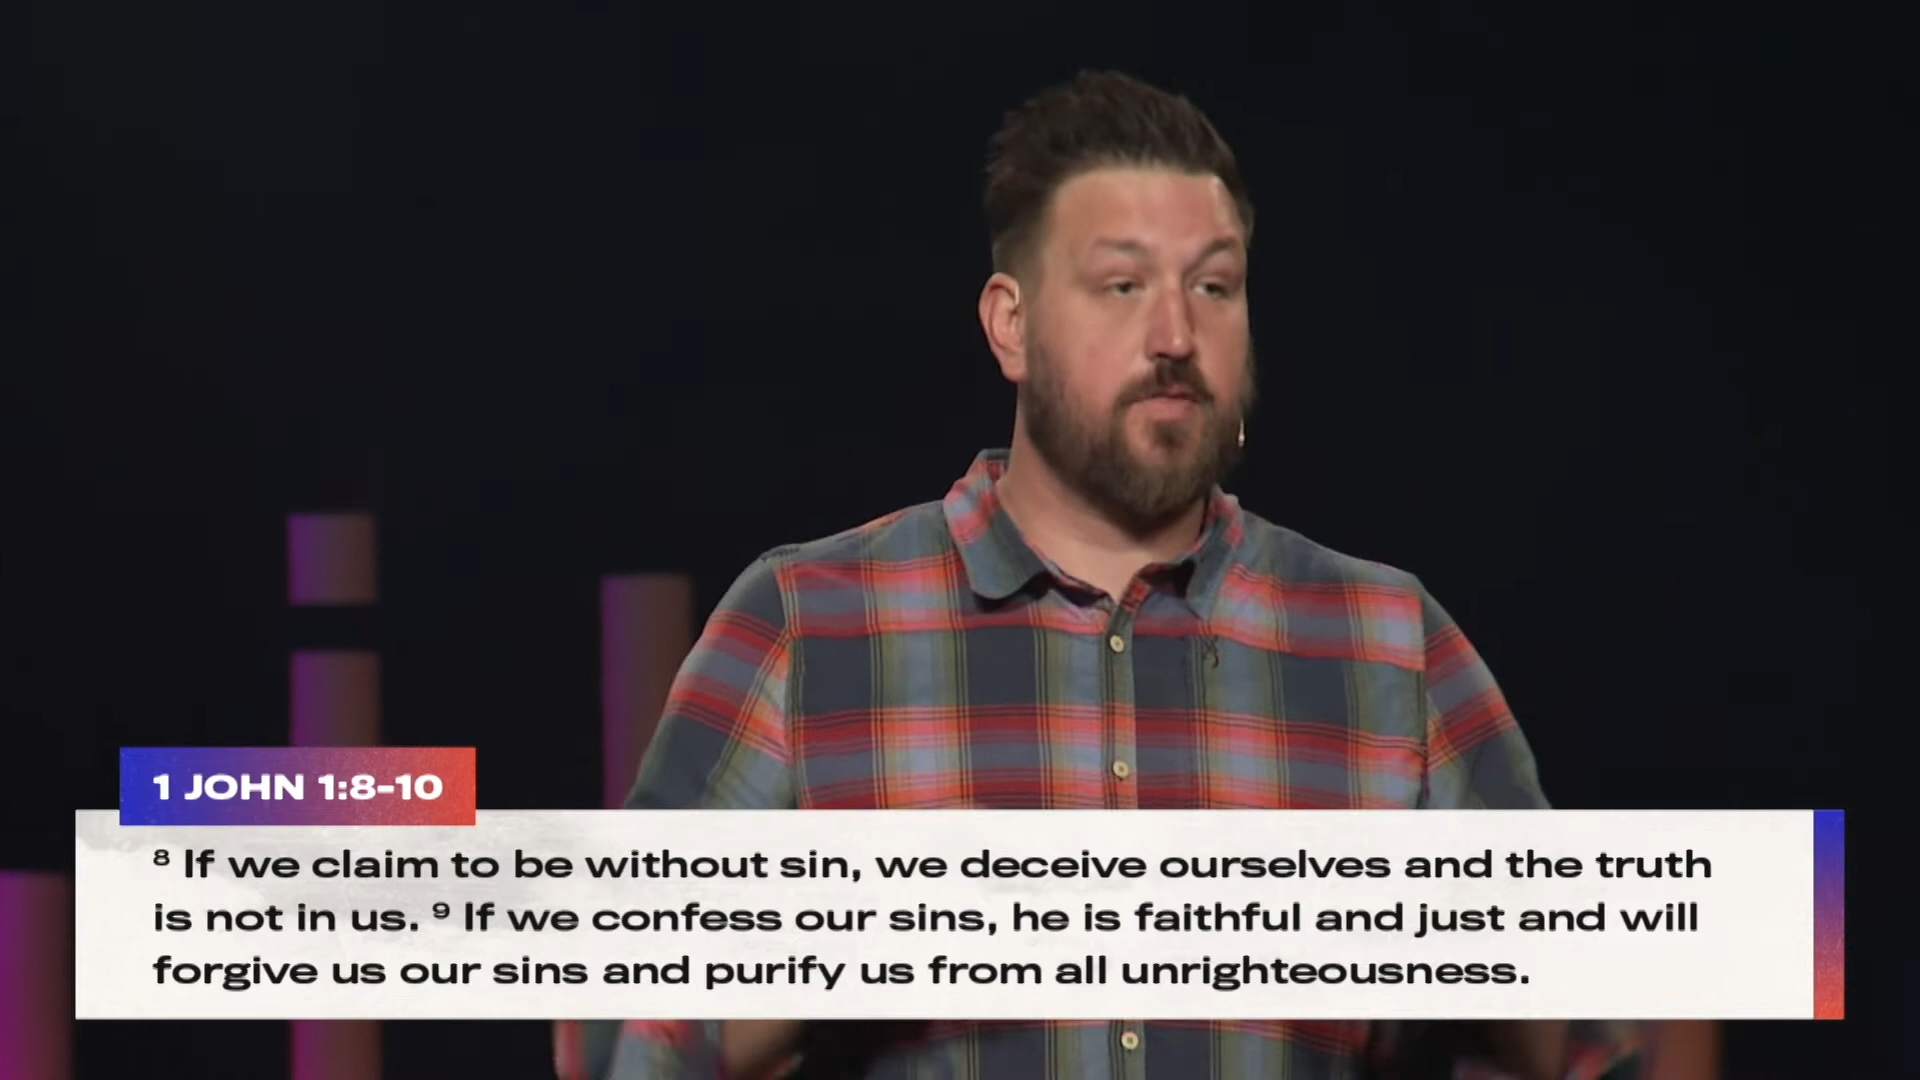 1 JOHN 1:8-10
⁸ If we claim to be without sin, we deceive ourselves and the truth
is not in us. ⁹ If we confess our sins, he is faithful and just and will
forgive us our sins and purify us from all unrighteousness.